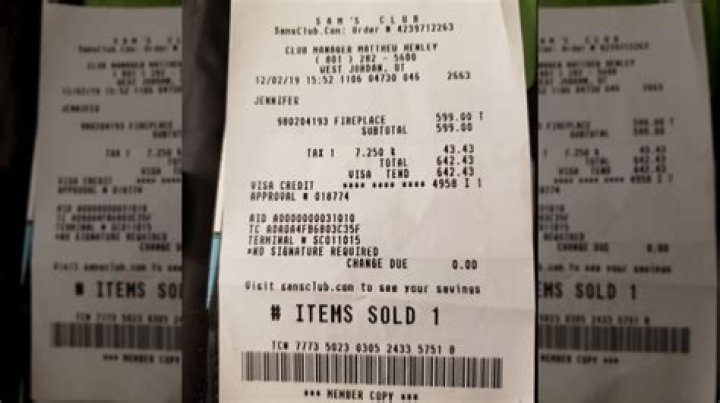 SAM'S CLUB
SamsClub.Com: Order # 4239712263
CLUB MANAGER MATTHEW HENLEY
( 801 ) 282 - 5600
WEST JORDAN, UT
12/02/19 15:52 1106 04730 046 2663
JENNIFER
980204193 FIREPLACE 599.00 T
SUBTOTAL 599.00
TAX 1 7.250 % 43.43
TOTAL 642.43
VISA TEND 642.43
VISA CREDIT **** **** **** 4958 I 1
APPROVAL # 018774
AID A0000000031010
TC ADA0A4FB6803C35F
TERMINAL # SC011015
*NO SIGNATURE REQUIRED
CHANGE DUE 0.00
Visit samsclub.com to see your savings
# ITEMS SOLD 1
TC# 7773 5023 0305 2433 5751 8
*** MEMBER COPY ***